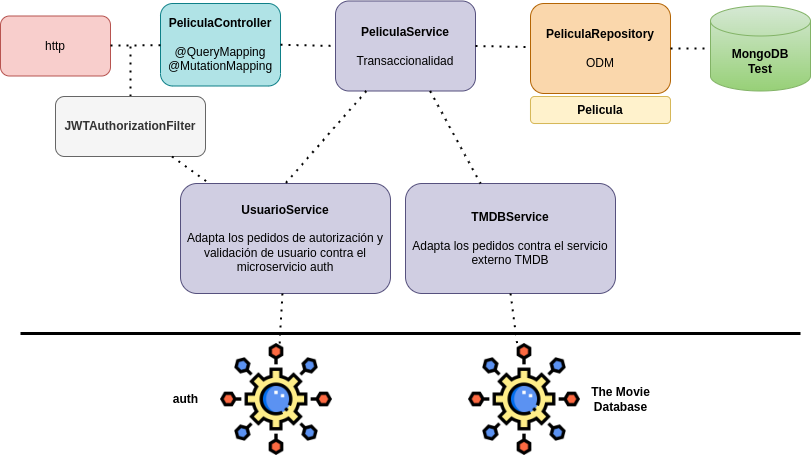 http
PeliculaController
@QueryMapping
@MutationMapping
PeliculaService
Transaccionalidad
PeliculaRepository
ODM
Pelicula
MongoDB
Test
JWTAuthorizationFilter
UsuarioService
Adapta los pedidos de autorización y
validación de usuario contra el
microservicio auth
TMDBService
Adapta los pedidos contra el servicio
externo TMDB
auth
The Movie
Database